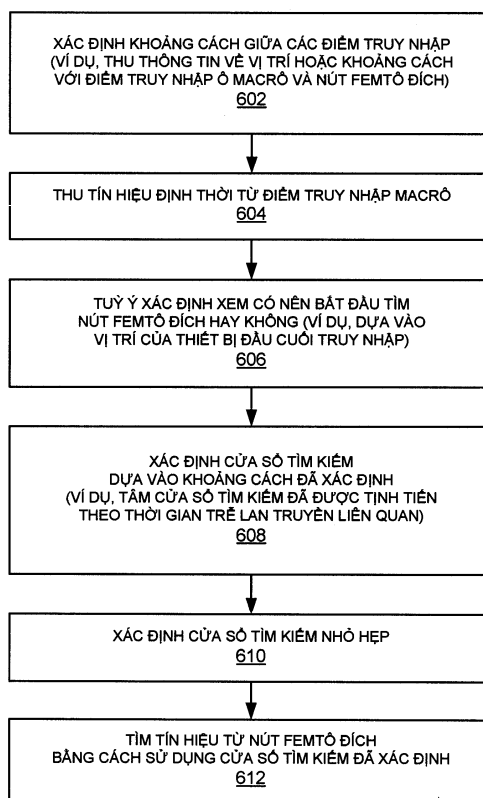 XÁC ĐỊNH KHOẢNG CÁCH GIỮA CÁC ĐIỂM TRUY NHẬP
(VÍ DỤ, THU THÔNG TIN VỀ VỊ TRÍ HOẶC KHOẢNG CÁCH
VỚI ĐIỂM TRUY NHẬP Ô MACRÔ VÀ NÚT FEMTÔ ĐÍCH)
602
THU TÍN HIỆU ĐỊNH THỜI TỪ ĐIỂM TRUY NHẬP MACRÔ
604
TUỲ Ý XÁC ĐỊNH XEM CÓ NÊN BẮT ĐẦU TÌM
NÚT FEMTÔ ĐÍCH HAY KHÔNG (VÍ DỤ, DỰA VÀO
VỊ TRÍ CỦA THIẾT BỊ ĐẦU CUỐI TRUY NHẬP)
606
XÁC ĐỊNH CỬA SỔ TÌM KIẾM
DỰA VÀO KHOẢNG CÁCH ĐÃ XÁC ĐỊNH
(VÍ DỤ, TÂM CỬA SỔ TÌM KIẾM ĐÃ ĐƯỢC TỊNH TIẾN
THEO THỜI GIAN TRỄ LAN TRUYỀN LIÊN QUAN)
608
XÁC ĐỊNH CỬA SỔ TÌM KIẾM NHỎ HẸP
610
TÌM TÍN HIỆU TỪ NÚT FEMTÔ ĐÍCH
BẰNG CÁCH SỬ DỤNG CỬA SỔ TÌM KIẾM ĐÃ XÁC ĐỊNH
612